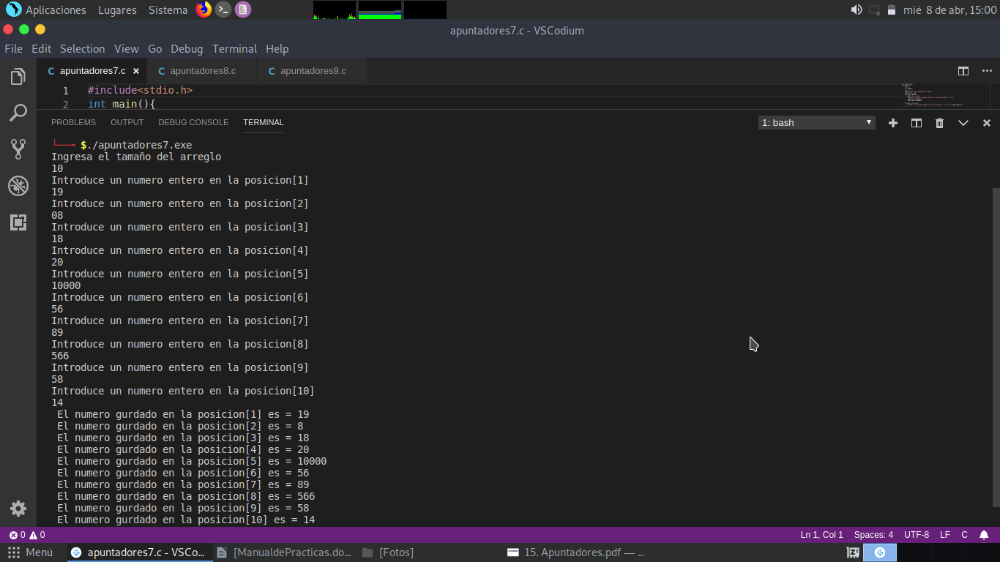 Aplicaciones Lugares Sistema mié 8 de abr, 15:00
apuntadores7.c - VSCodium
File Edit Selection View Go Debug Terminal Help
C apuntadores7.c × C apuntadores8.c C apuntadores9.c
1 #include<stdio.h>
2 int main(){
PROBLEMS OUTPUT DEBUG CONSOLE TERMINAL 1: bash
$./apuntadores7.exe
Ingresa el tamaño del arreglo
10
Introduce un numero entero en la posicion[1]
19
Introduce un numero entero en la posicion[2]
08
Introduce un numero entero en la posicion[3]
18
Introduce un numero entero en la posicion[4]
20
Introduce un numero entero en la posicion[5]
10000
Introduce un numero entero en la posicion[6]
56
Introduce un numero entero en la posicion[7]
89
Introduce un numero entero en la posicion[8]
566
Introduce un numero entero en la posicion[9]
58
Introduce un numero entero en la posicion[10]
14
El numero gurdado en la posicion[1] es = 19
El numero gurdado en la posicion[2] es = 8
El numero gurdado en la posicion[3] es = 18
El numero gurdado en la posicion[4] es = 20
El numero gurdado en la posicion[5] es = 10000
El numero gurdado en la posicion[6] es = 56
El numero gurdado en la posicion[7] es = 89
El numero gurdado en la posicion[8] es = 566
El numero gurdado en la posicion[9] es = 58
El numero gurdado en la posicion[10] es = 14
0 0 Ln 1, Col 1 Spaces: 4 UTF-8 LF C
Menú apuntadores7.c - VSCo... [ManualdePracticas.do... [Fotos] 15. Apuntadores.pdf — ...